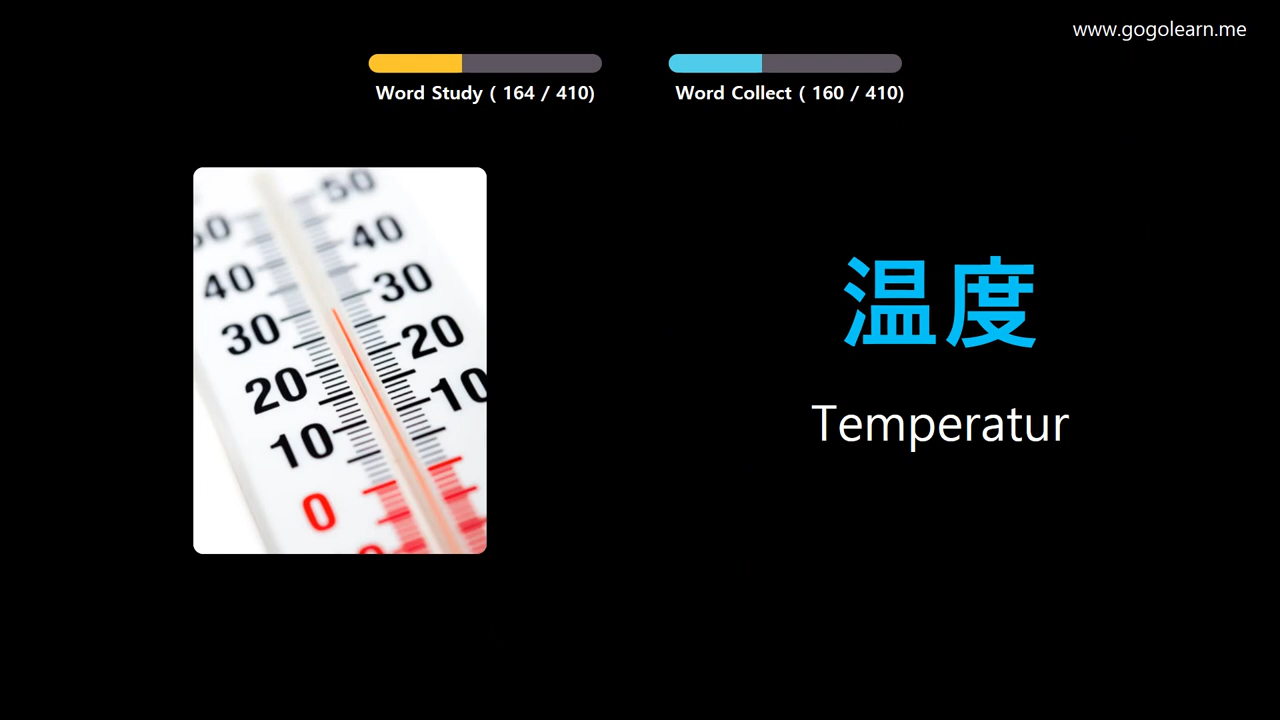 www.gogolearn.me
Word Study ( 164 / 410)
Word Collect ( 160 / 410)
50
40
30
20
10
40
30
20
10
0
温度
Temperatur